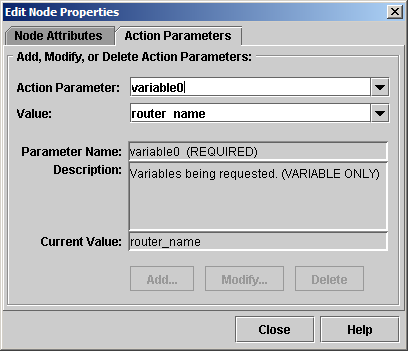 Edit Node Properties
Node Attributes Action Parameters
Add, Modify, or Delete Action Parameters:
Action Parameter: variable0
Value: router_name
Parameter Name: variable0 (REQUIRED)
Description: Variables being requested. (VARIABLE ONLY)
Current Value: router_name
Add... Modify... Delete
Close Help